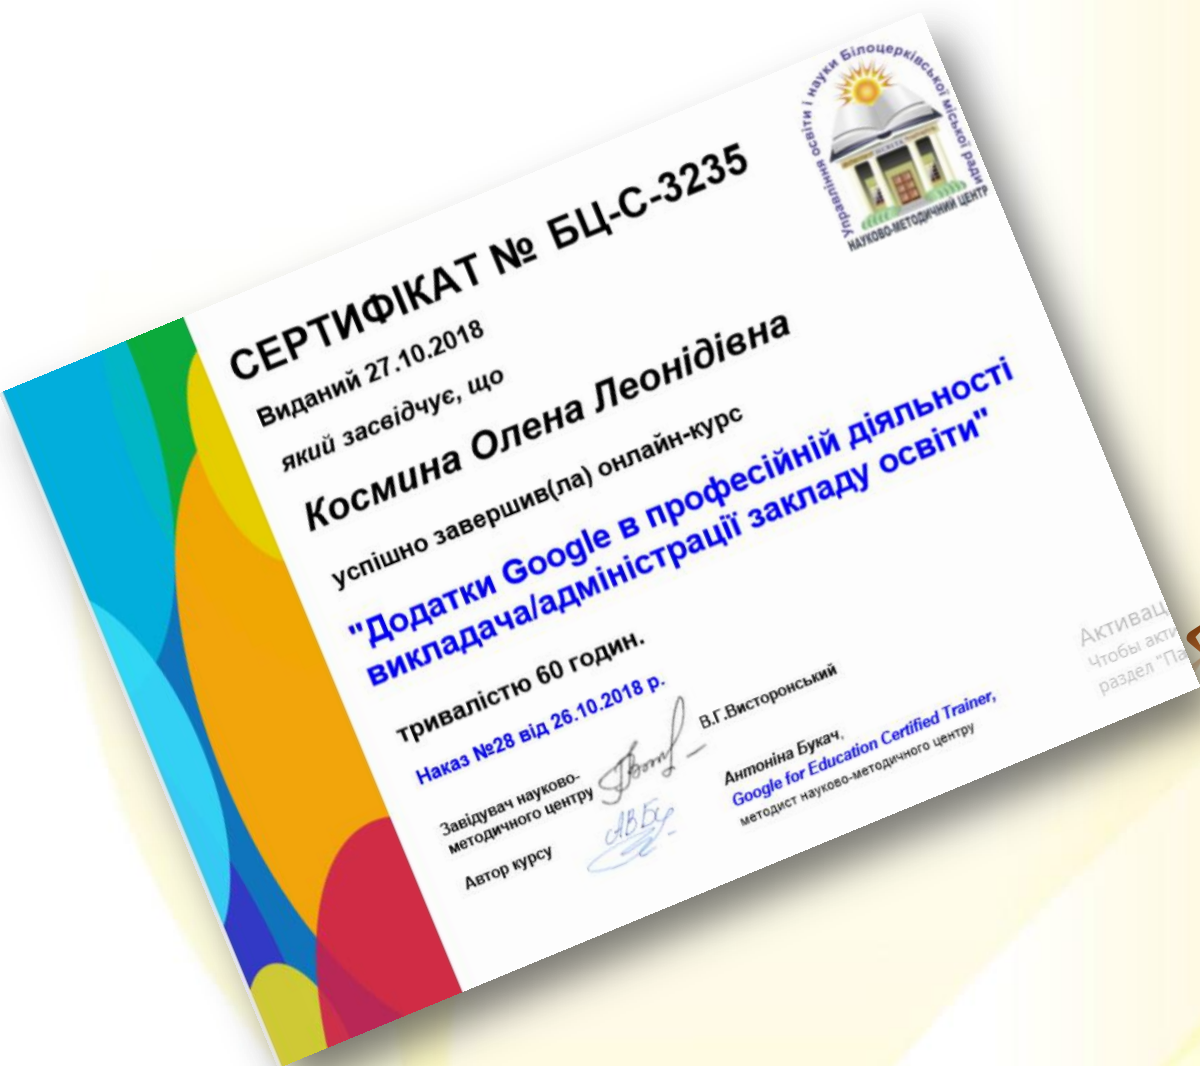 Управління освіти і науки Білоцерківської міської ради
НАУКОВО-МЕТОДИЧНИЙ ЦЕНТР
СЕРТИФІКАТ № БЦ-С-3235
Виданий 27.10.2018
який засвідчує, що
Космина Олена Леонідівна
успішно завершив(ла) онлайн-курс
"Додатки Google в професійній діяльності
викладача/адміністрації закладу освіти"
тривалістю 60 годин.
Наказ №28 від 26.10.2018 р.
Завідувач науково-
методичного центру
В.Г.Висторонський
Автор курсу
Антоніна Букач,
Google for Education Certified Trainer,
методист науково-методичного центру
Активац
Чтобы акти
раздел "Па